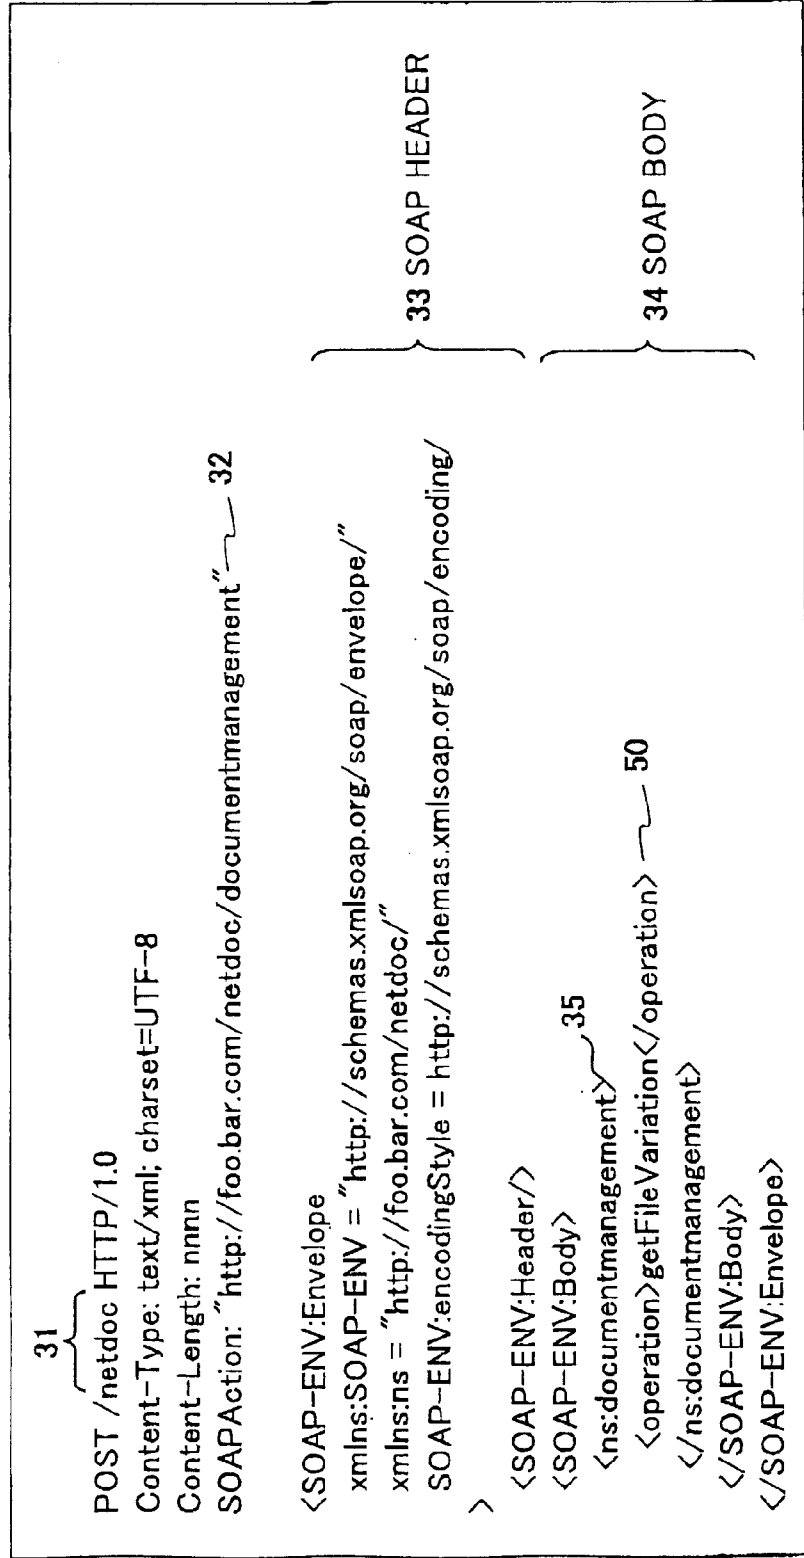 31
POST /netdoc HTTP/1.0
Content-Type: text/xml; charset=UTF-8
Content-Length: nnnn
SOAPAction: "http://foo.bar.com/netdoc/documentmanagement" 32
<SOAP-ENV:Envelope
xmlns:SOAP-ENV = "http://schemas.xmlsoap.org/soap/envelope/"
xmlns:ns = "http://foo.bar.com/netdoc/"
SOAP-ENV:encodingStyle = http://schemas.xmlsoap.org/soap/encoding/
>
33 SOAP HEADER
<SOAP-ENV:Header/>
<SOAP-ENV:Body>
<ns:documentmanagement> 35
<operation>getFileVariation</operation> 50
</ns:documentmanagement>
</SOAP-ENV:Body>
</SOAP-ENV:Envelope>
34 SOAP BODY